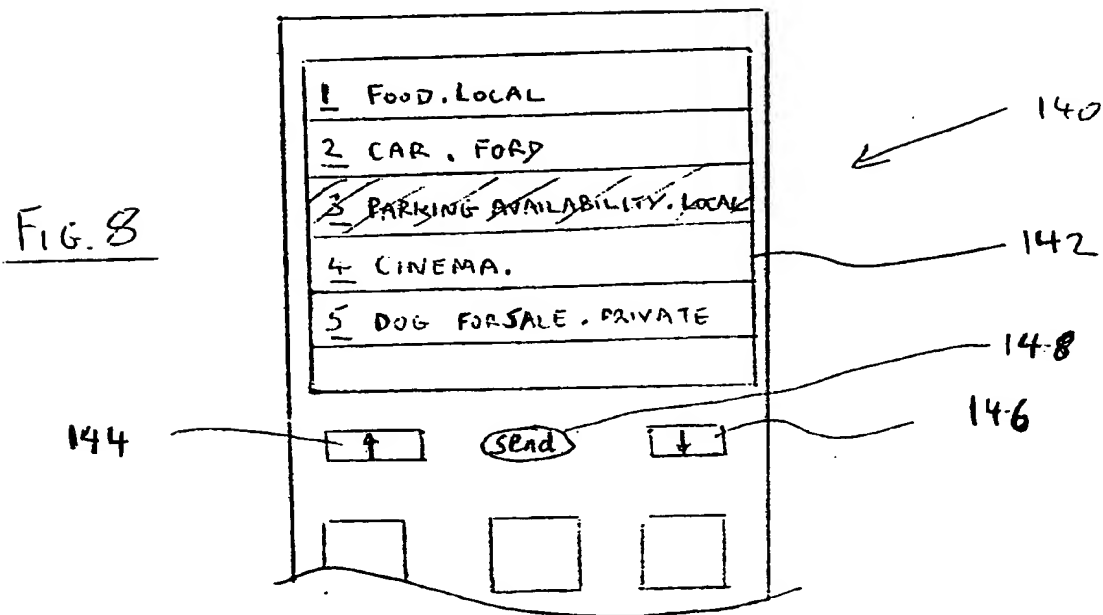 1 FOOD.LOCAL
140
2 CAR . FORD
3 PARKING AVAILABILITY.LOCAL
FIG. 8
142
4 CINEMA.
5 DOG FORSALE . PRIVATE
148
146
144
↑ send ↓